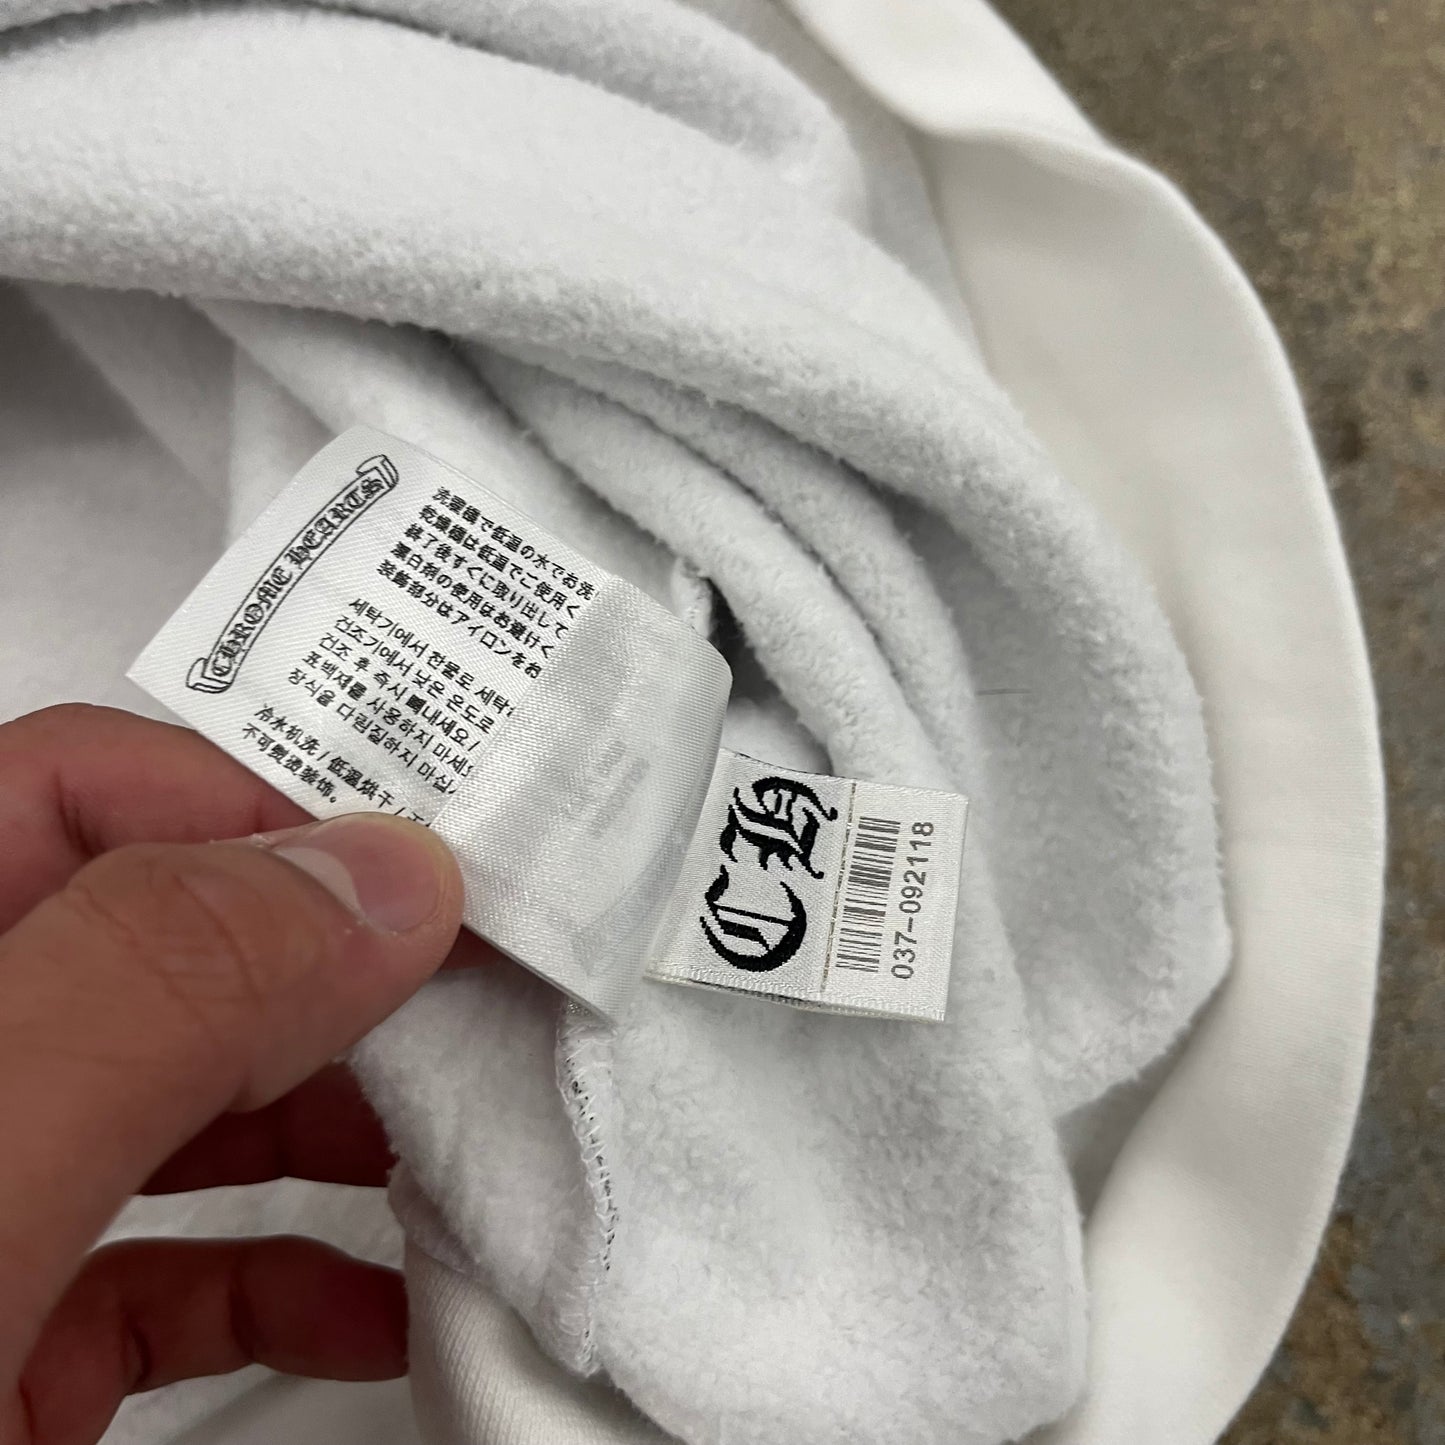 CHROME HEARTS
洗濯機で低温の水でお洗
乾燥機は低温でご使用く
終了後すぐに取り出して
漂白剤の使用はお避けく
装飾部分はアイロンをお
세탁기에서 찬물도 세탁
건조기에서 낮은 온도로
건조 후 즉시 꺼내세요 /
표백제를 사용하지 마세
장식을 다림질하지 마십
冷水机洗 / 低温烘干 /
不可熨烫装饰。
CH
037-092118